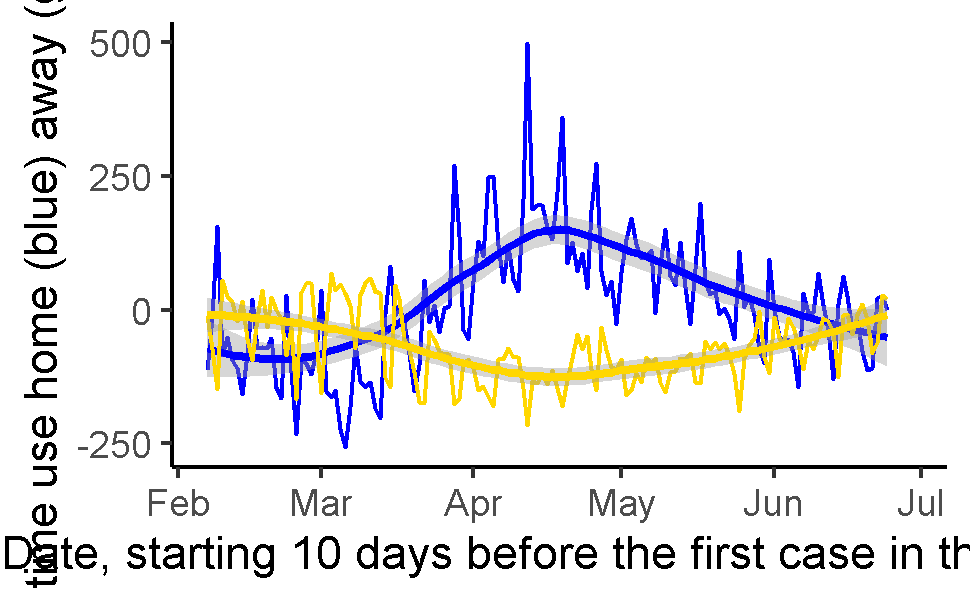 time use home (blue) away (
500
250
0
-250
Feb Mar Apr May Jun Jul
Date, starting 10 days before the first case in